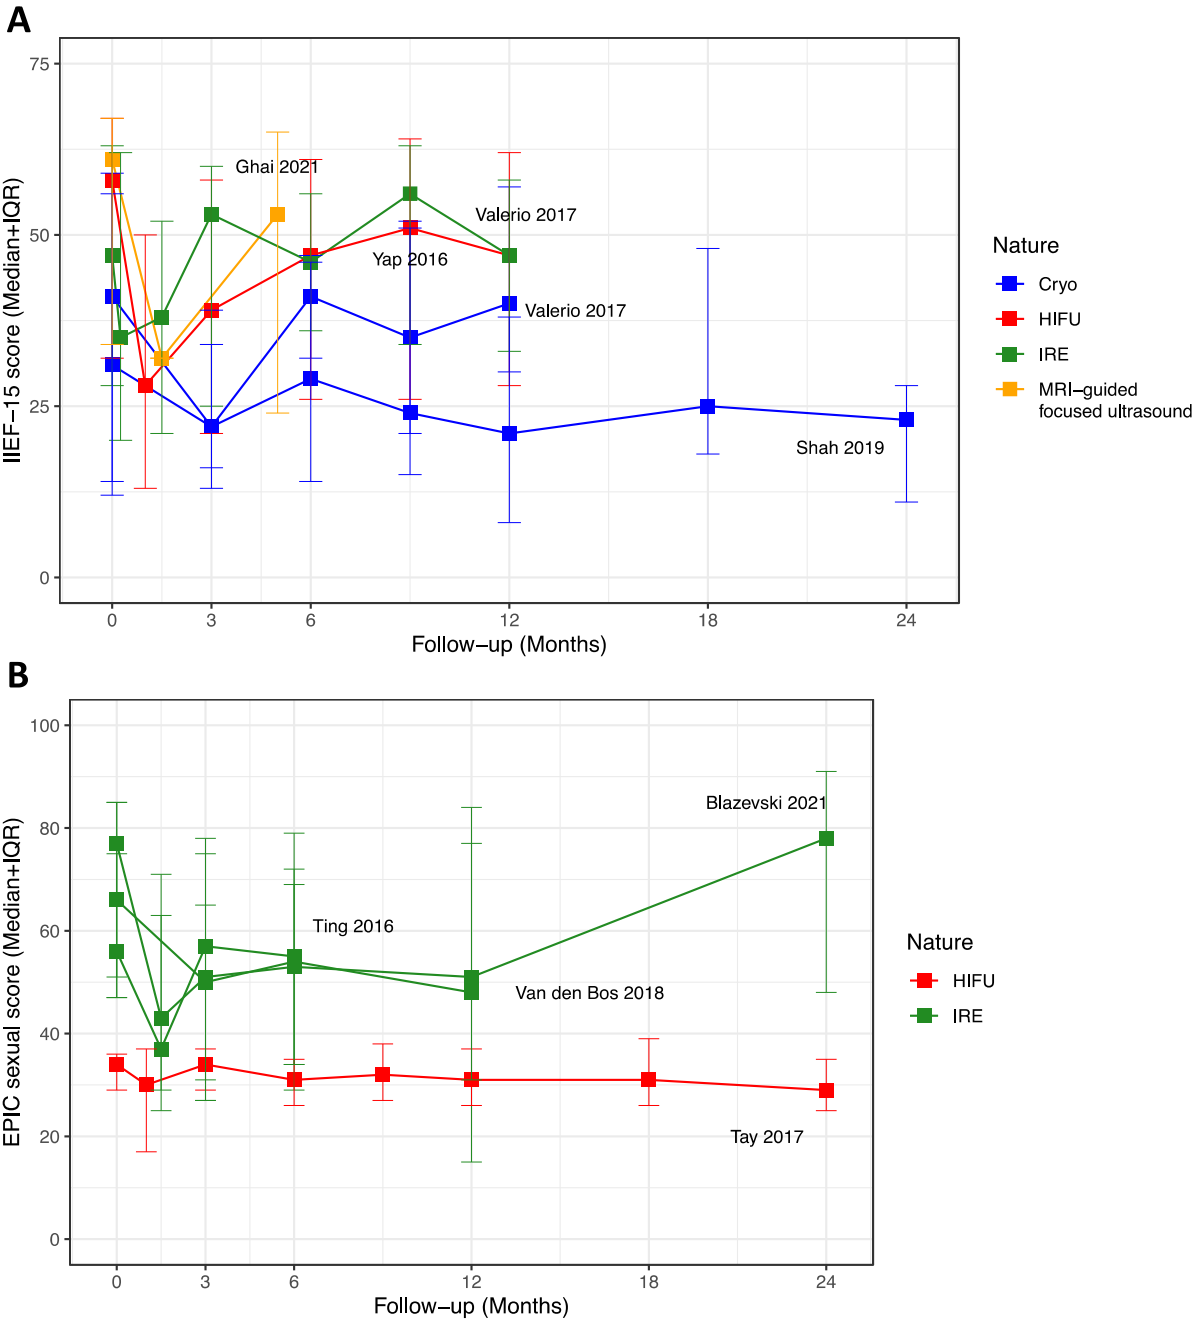 A
IIEF−15 score (Median+IQR)
75
50
25
0
Ghai 2021
Valerio 2017
Yap 2016
Valerio 2017
Shah 2019
0 3 6 12 18 24
Follow−up (Months)
Nature
Cryo
HIFU
IRE
MRI−guided
focused ultrasound
B
EPIC sexual score (Median+IQR)
100
80
60
40
20
0
Blazevski 2021
Ting 2016
Van den Bos 2018
Tay 2017
0 3 6 12 18 24
Follow−up (Months)
Nature
HIFU
IRE